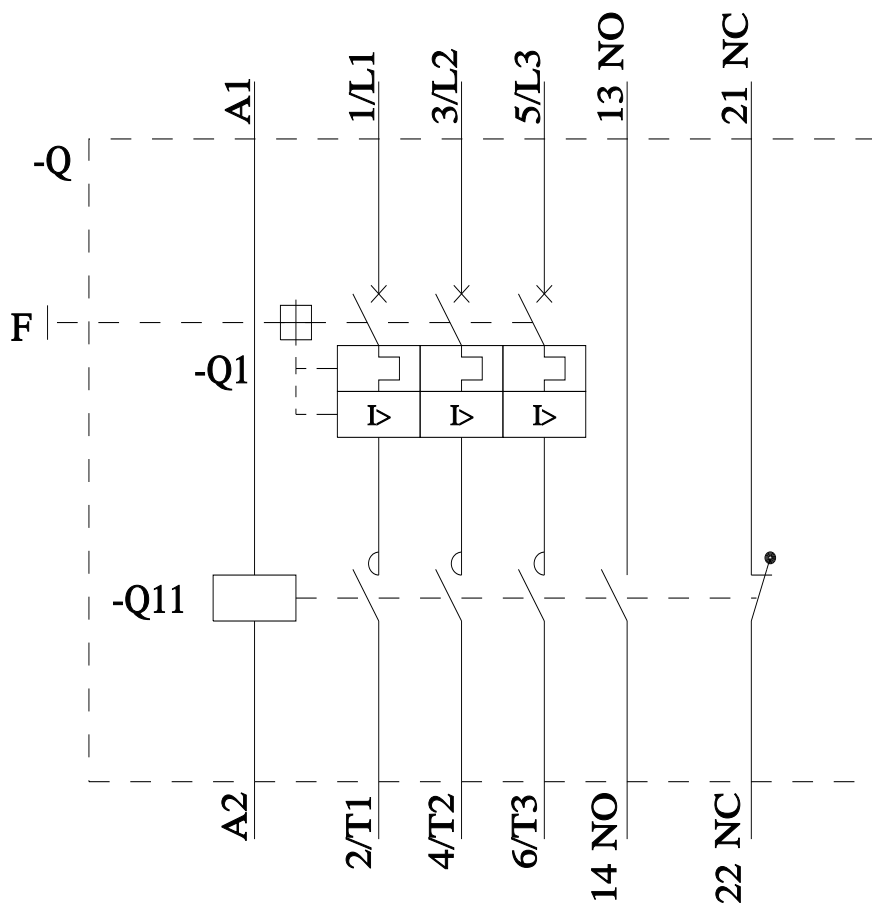 A1
1/L1
3/L2
5/L3
13 NO
21 NC
-Q
F
-Q1
I>
I>
I>
-Q11
A2
2/T1
4/T2
6/T3
14 NO
22 NC